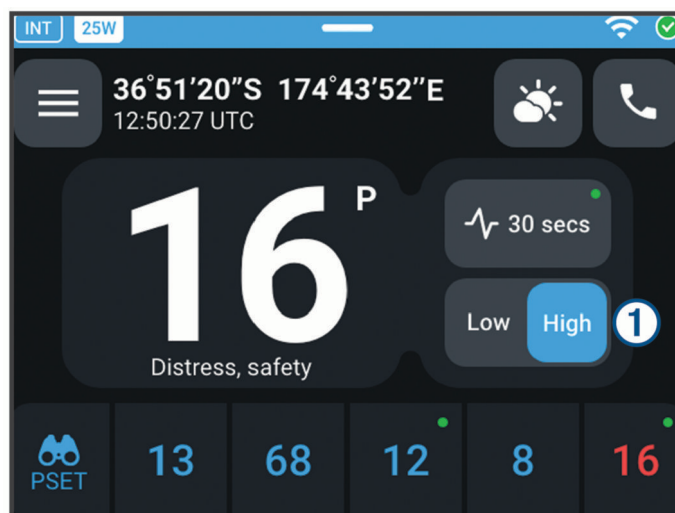 INT 25W
36°51'20"S 174°43'52"E
12:50:27 UTC
16 P
30 secs
Low High 1
Distress, safety
PSET 13 68 12 8 16